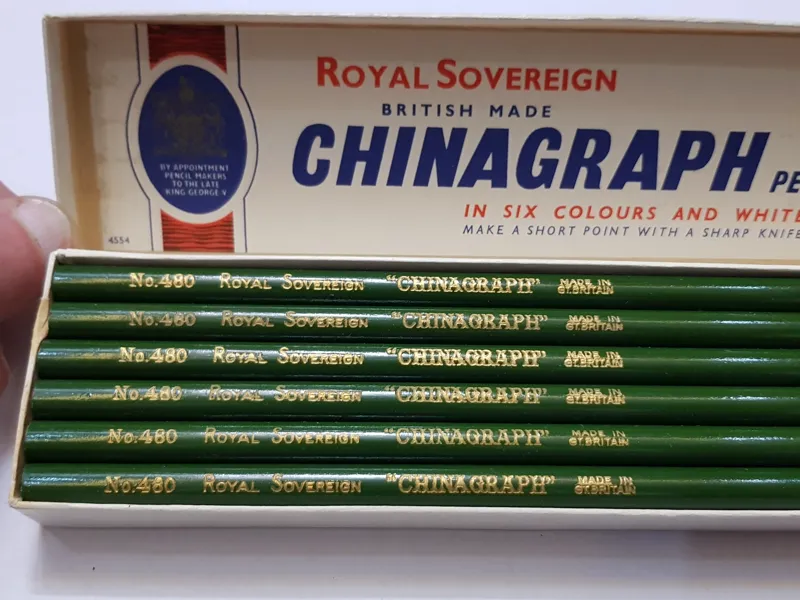 ROYAL SOVEREIGN
BRITISH MADE
CHINAGRAPH PE
IN SIX COLOURS AND WHITE
MAKE A SHORT POINT WITH A SHARP KNIFE
BY APPOINTMENT
PENCIL MAKERS
TO THE LATE
KING GEORGE V
4554
No.480 ROYAL SOVEREIGN "CHINAGRAPH" MADE IN
GT.BRITAIN
No.480 ROYAL SOVEREIGN "CHINAGRAPH" MADE IN
GT.BRITAIN
No.480 ROYAL SOVEREIGN "CHINAGRAPH" MADE IN
GT.BRITAIN
No.480 ROYAL SOVEREIGN "CHINAGRAPH" MADE IN
GT.BRITAIN
No.480 ROYAL SOVEREIGN "CHINAGRAPH" MADE IN
GT.BRITAIN
No.480 ROYAL SOVEREIGN "CHINAGRAPH" MADE IN
GT.BRITAIN